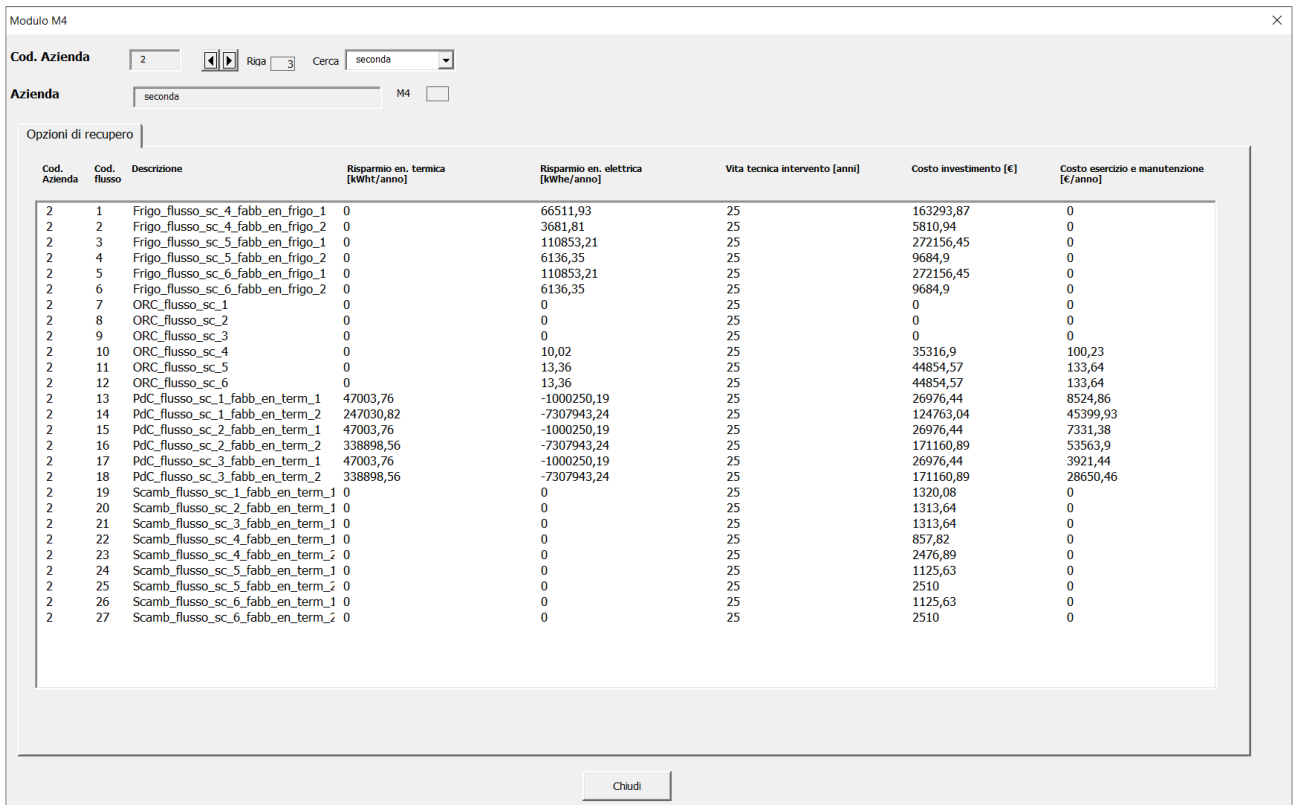 Modulo M4
Cod. Azienda 2 Riga 3 Cerca seconda
Azienda seconda M4
Opzioni di recupero
Cod. Azienda Cod. flusso Descrizione Risparmio en. termica [kWht/anno] Risparmio en. elettrica [kWhe/anno] Vita tecnica intervento [anni] Costo investimento [€] Costo esercizio e manutenzione [€/anno]
2 1 Frigo_flusso_sc_4_fabb_en_frigo_1 0 66511,93 25 163293,87 0
2 2 Frigo_flusso_sc_4_fabb_en_frigo_2 0 3681,81 25 5810,94 0
2 3 Frigo_flusso_sc_5_fabb_en_frigo_1 0 110853,21 25 272156,45 0
2 4 Frigo_flusso_sc_5_fabb_en_frigo_2 0 6136,35 25 9684,9 0
2 5 Frigo_flusso_sc_6_fabb_en_frigo_1 0 110853,21 25 272156,45 0
2 6 Frigo_flusso_sc_6_fabb_en_frigo_2 0 6136,35 25 9684,9 0
2 7 ORC_flusso_sc_1 0 0 25 0 0
2 8 ORC_flusso_sc_2 0 0 25 0 0
2 9 ORC_flusso_sc_3 0 0 25 0 0
2 10 ORC_flusso_sc_4 0 10,02 25 35316,9 100,23
2 11 ORC_flusso_sc_5 0 13,36 25 44854,57 133,64
2 12 ORC_flusso_sc_6 0 13,36 25 44854,57 133,64
2 13 PdC_flusso_sc_1_fabb_en_term_1 47003,76 -1000250,19 25 26976,44 8524,86
2 14 PdC_flusso_sc_1_fabb_en_term_2 247030,82 -7307943,24 25 124763,04 45399,93
2 15 PdC_flusso_sc_2_fabb_en_term_1 47003,76 -1000250,19 25 26976,44 7331,38
2 16 PdC_flusso_sc_2_fabb_en_term_2 338898,56 -7307943,24 25 171160,89 53563,9
2 17 PdC_flusso_sc_3_fabb_en_term_1 47003,76 -1000250,19 25 26976,44 3921,44
2 18 PdC_flusso_sc_3_fabb_en_term_2 338898,56 -7307943,24 25 171160,89 28650,46
2 19 Scamb_flusso_sc_1_fabb_en_term_1 0 0 25 1320,08 0
2 20 Scamb_flusso_sc_2_fabb_en_term_1 0 0 25 1313,64 0
2 21 Scamb_flusso_sc_3_fabb_en_term_1 0 0 25 1313,64 0
2 22 Scamb_flusso_sc_4_fabb_en_term_1 0 0 25 857,82 0
2 23 Scamb_flusso_sc_4_fabb_en_term_2 0 0 25 2476,89 0
2 24 Scamb_flusso_sc_5_fabb_en_term_1 0 0 25 1125,63 0
2 25 Scamb_flusso_sc_5_fabb_en_term_2 0 0 25 2510 0
2 26 Scamb_flusso_sc_6_fabb_en_term_1 0 0 25 1125,63 0
2 27 Scamb_flusso_sc_6_fabb_en_term_2 0 0 25 2510 0
Chiudi